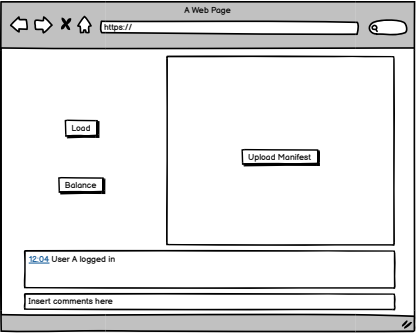 A Web Page
https://
Load
Upload Manifest
Balance
12:04 User A logged in
Insert comments here